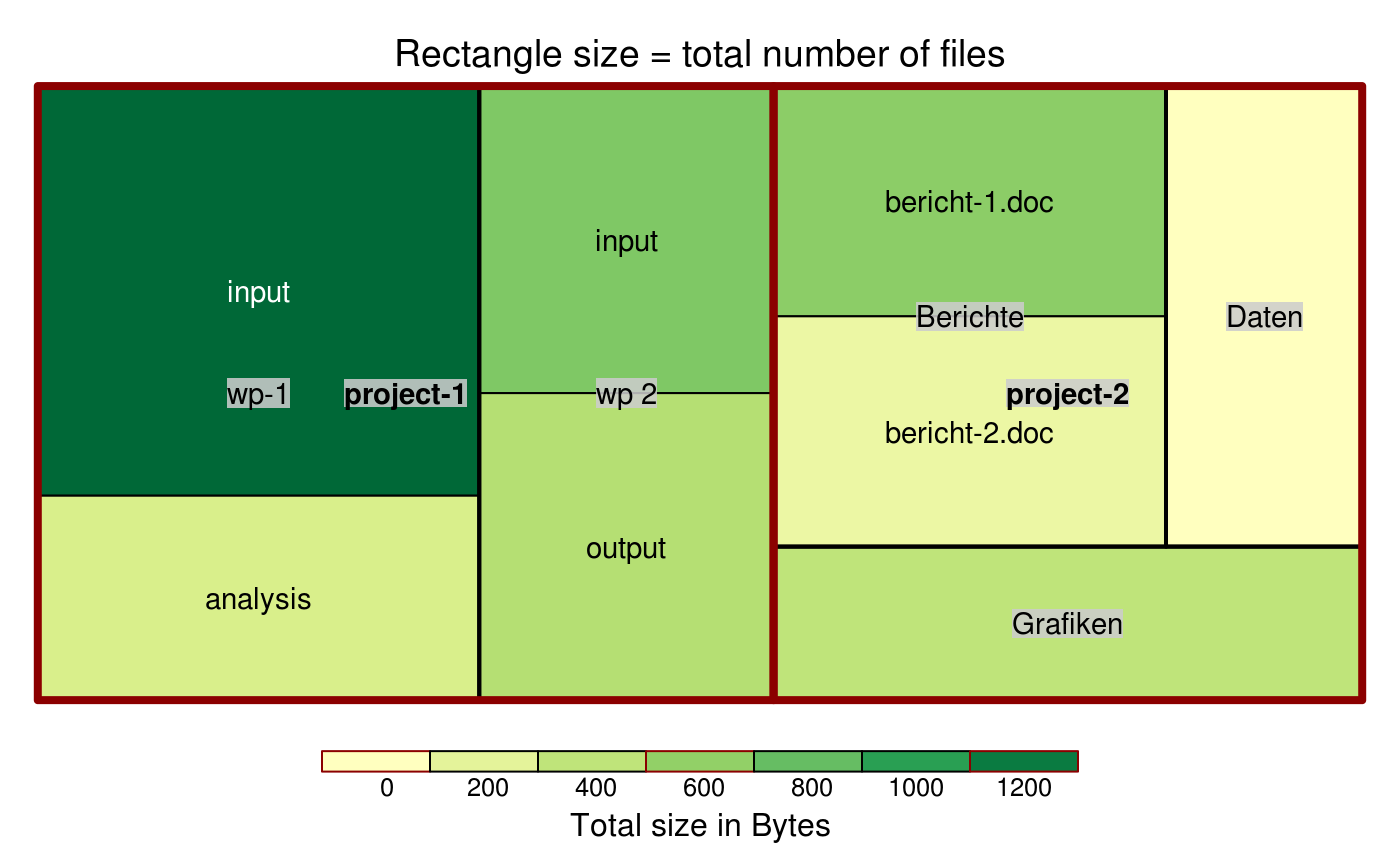 Rectangle size = total number of files
bericht-1.doc
input
input
Berichte
Daten
wp-1
project-1
wp 2
project-2
bericht-2.doc
output
analysis
Grafiken
0 200 400 600 800 1000 1200
Total size in Bytes